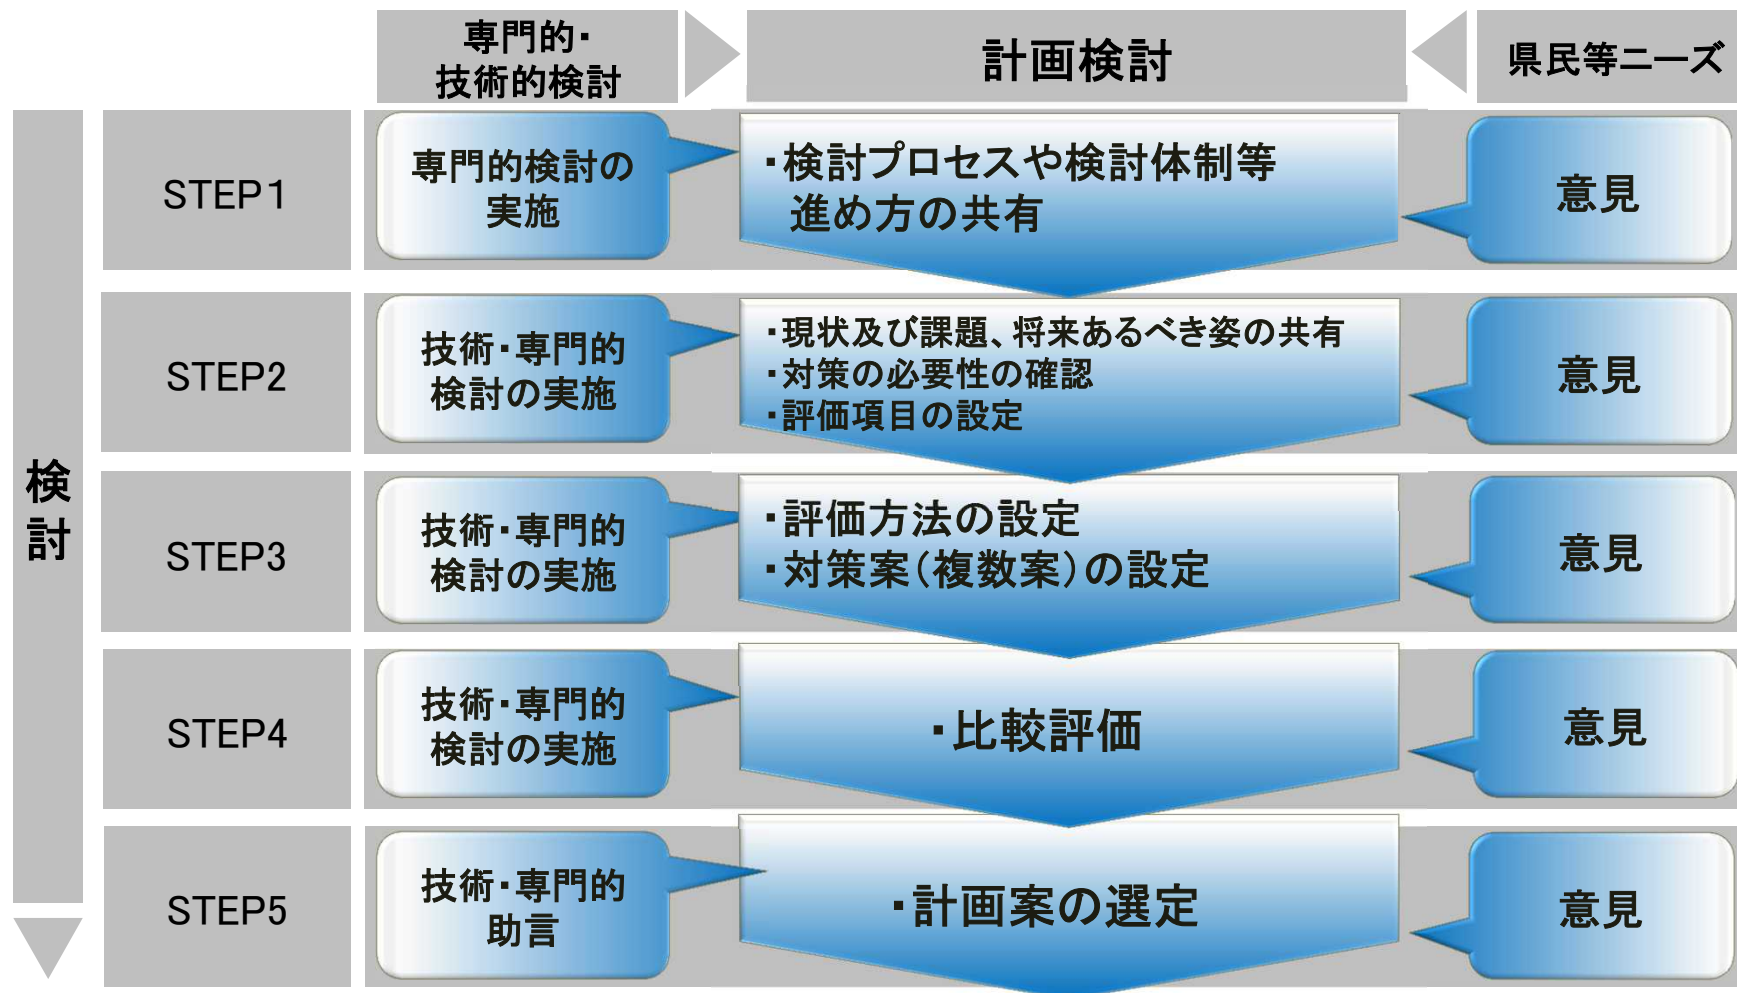 専門的・
技術的検討
計画検討
県民等ニーズ
検討
STEP1
専門的検討の
実施
・検討プロセスや検討体制等
進め方の共有
意見
STEP2
技術・専門的
検討の実施
・現状及び課題、将来あるべき姿の共有
・対策の必要性の確認
・評価項目の設定
意見
STEP3
技術・専門的
検討の実施
・評価方法の設定
・対策案(複数案)の設定
意見
STEP4
技術・専門的
検討の実施
・比較評価
意見
STEP5
技術・専門的
助言
・計画案の選定
意見